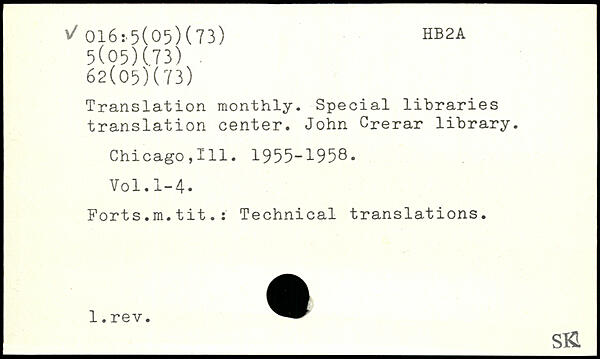 ✓ 016:5(05)(73) HB2A
5(05)(73)
62(05)(73)
Translation monthly. Special libraries
translation center. John Crerar library.
Chicago,Ill. 1955-1958.
Vol.1-4.
Forts.m.tit.: Technical translations.
1.rev.